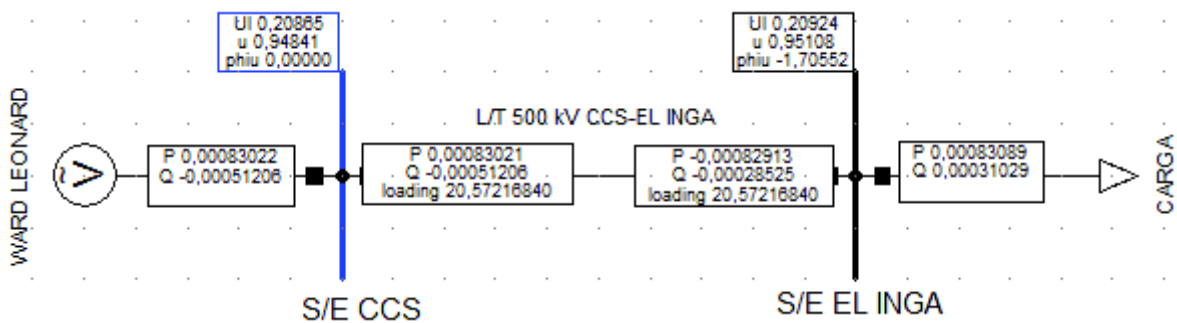 Ul 0,20865
u 0,94841
phiu 0,00000
Ul 0,20924
u 0,95108
phiu -1,70552
WARD LEONARD
L/T 500 kV CCS-EL INGA
P 0,00083022
Q -0,00051206
P 0,00083021
Q -0,00051206
loading 20,57216840
P -0,00082913
Q -0,00028525
loading 20,57216840
P 0,00083089
Q 0,00031029
CARGA
~
V
S/E CCS
S/E EL INGA